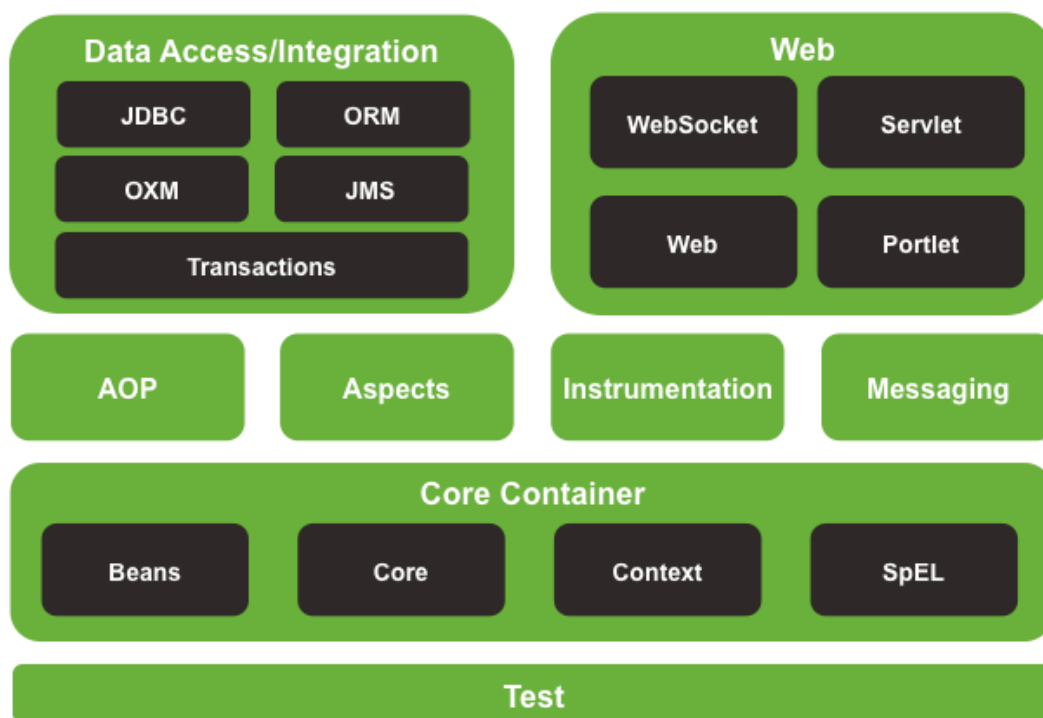 Data Access/Integration
JDBC
ORM
OXM
JMS
Transactions
Web
WebSocket
Servlet
Web
Portlet
AOP
Aspects
Instrumentation
Messaging
Core Container
Beans
Core
Context
SpEL
Test